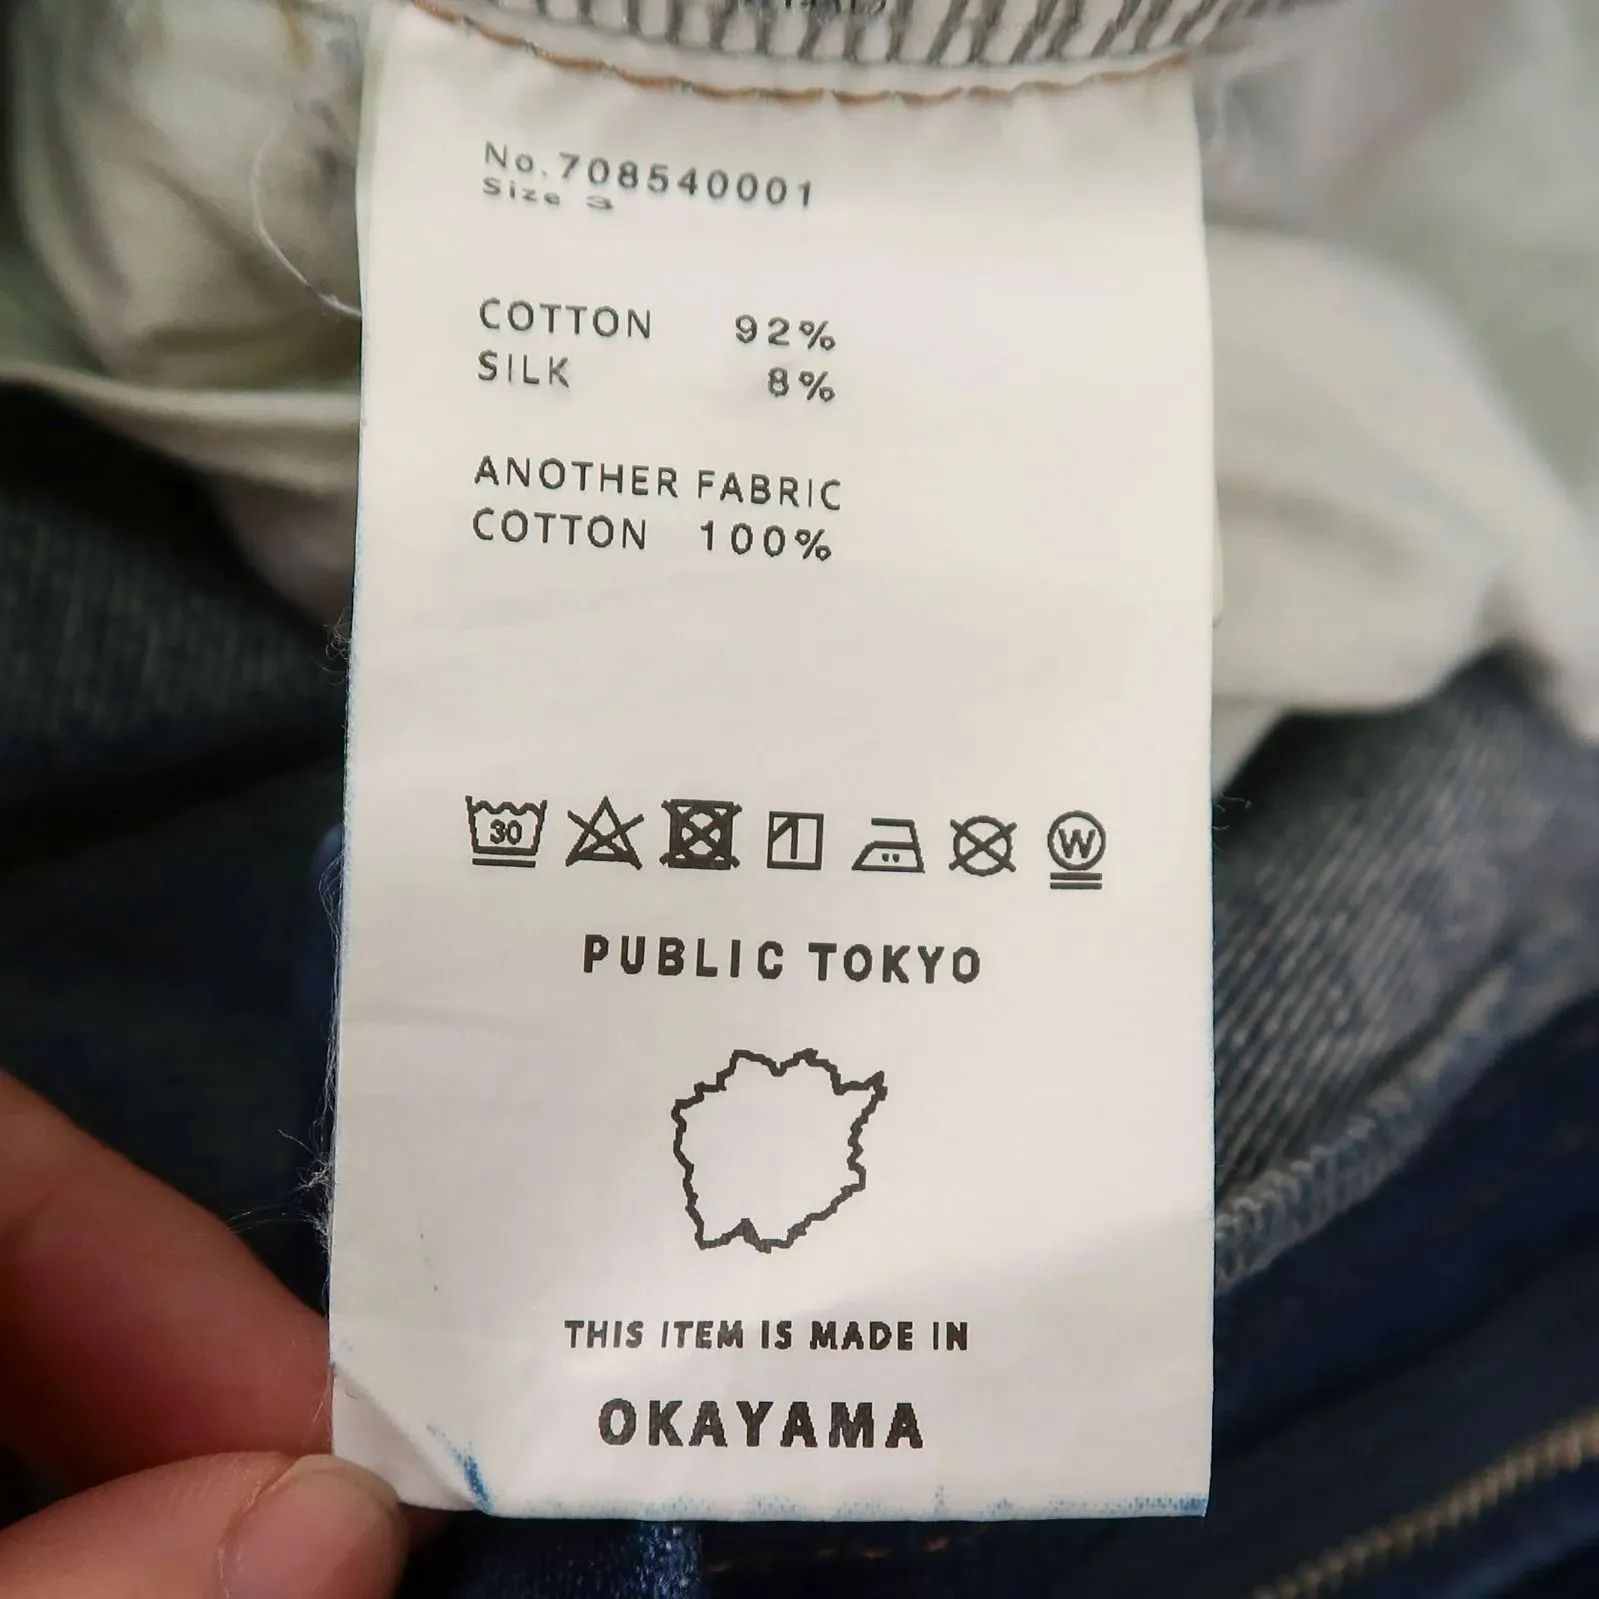 No.708540001
Size 3
COTTON 92%
SILK 8%
ANOTHER FABRIC
COTTON 100%
30
W
PUBLIC TOKYO
THIS ITEM IS MADE IN
OKAYAMA